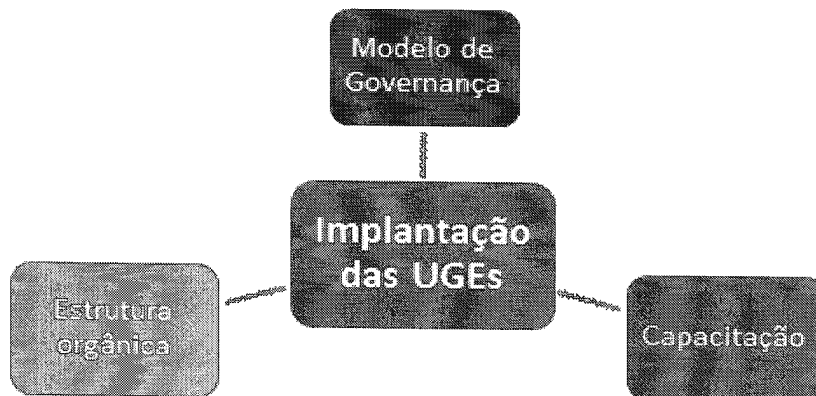 Modelo de
Governança
Implantação
das UGEs
Estrutura
orgânica
Capacitação